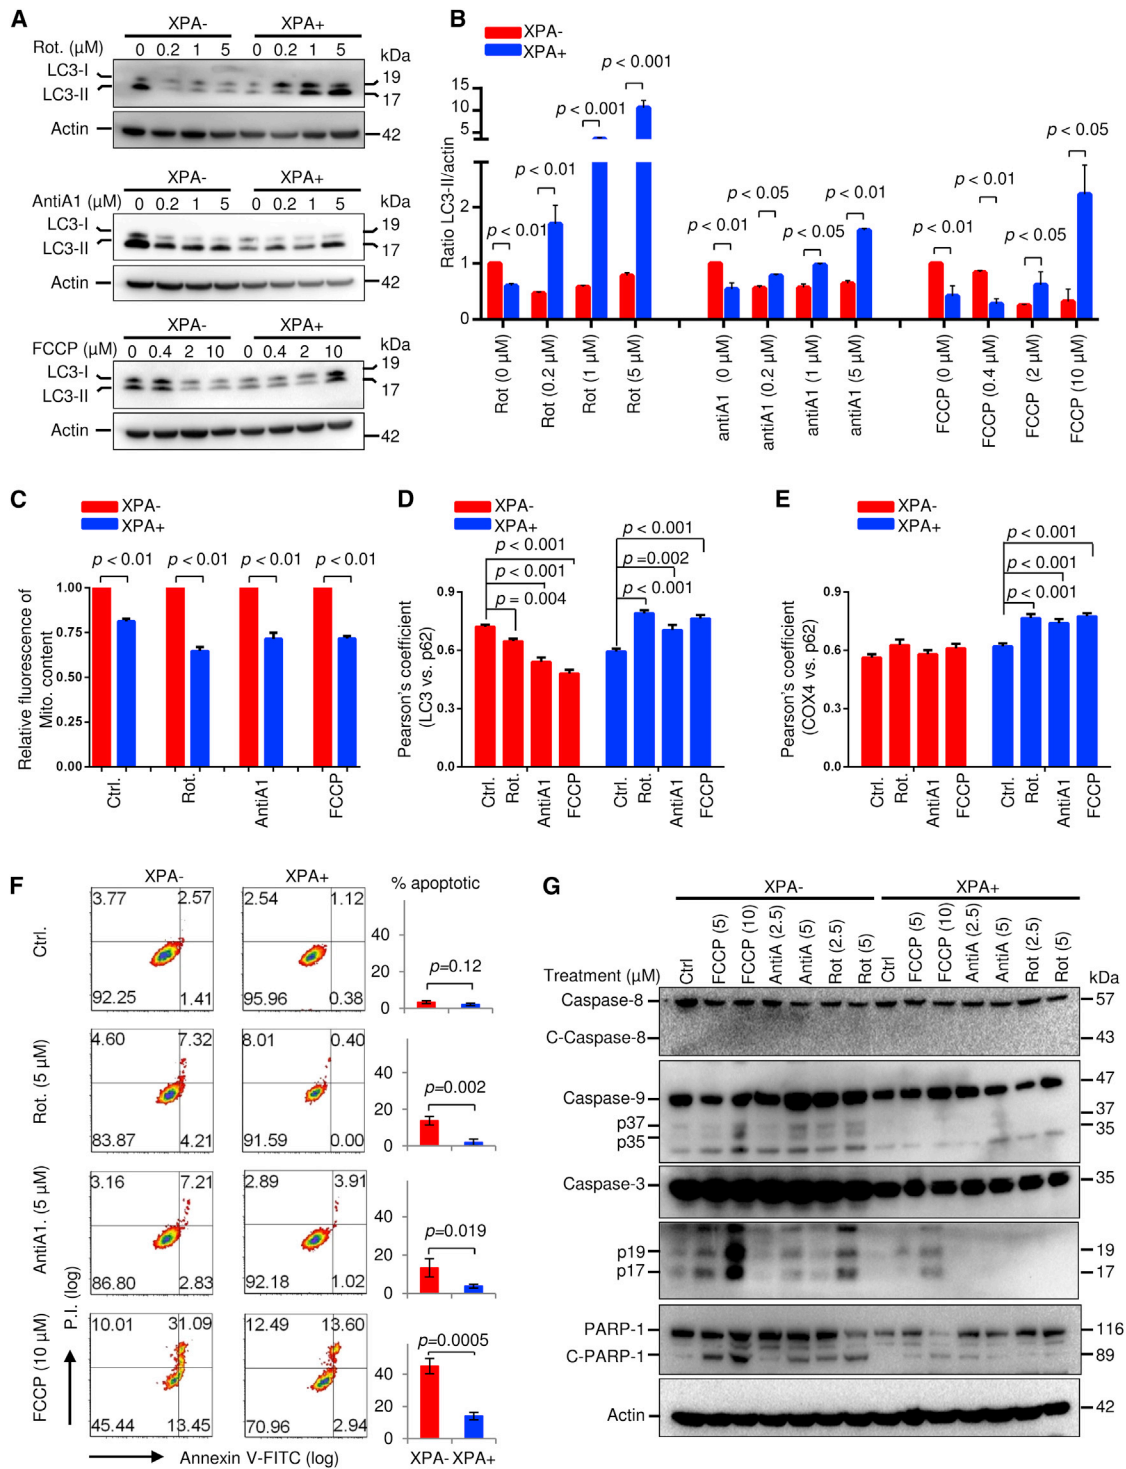 A
XPA-
XPA+
Rot. (µM)
0 0.2 1 5 0 0.2 1 5
kDa
LC3-I
LC3-II
19
17
Actin
42
XPA-
XPA+
AntiA1 (µM)
0 0.2 1 5 0 0.2 1 5
kDa
LC3-I
LC3-II
19
17
Actin
42
XPA-
XPA+
FCCP (µM)
0 0.4 2 10 0 0.4 2 10
kDa
LC3-I
LC3-II
19
17
Actin
42
B
XPA-
XPA+
Ratio LC3-II/actin
15
10
5
2
1
0
p < 0.01
p < 0.01
p < 0.001
p < 0.001
p < 0.01
p < 0.05
p < 0.01
p < 0.01
p < 0.01
p < 0.01
p < 0.05
p < 0.05
Rot (0 µM)
Rot (0.2 µM)
Rot (1 µM)
Rot (5 µM)
antiA1 (0 µM)
antiA1 (0.2 µM)
antiA1 (1 µM)
antiA1 (5 µM)
FCCP (0 µM)
FCCP (0.4 µM)
FCCP (2 µM)
FCCP (10 µM)
C
XPA-
XPA+
Relative fluorescence of
Mito. content
1.00
0.75
0.50
0.25
0.00
p < 0.01
p < 0.01
p < 0.01
p < 0.01
Ctrl.
Rot.
AntiA1
FCCP
D
XPA-
XPA+
Pearson's coefficient
(LC3 vs. p62)
0.9
0.6
0.3
0.0
p < 0.001
p < 0.001
p = 0.004
p < 0.001
p =0.002
p < 0.001
Ctrl.
Rot.
AntiA1
FCCP
Ctrl.
Rot.
AntiA1
FCCP
E
XPA-
XPA+
Pearson's coefficient
(COX4 vs. p62)
0.9
0.6
0.3
0.0
p < 0.001
p < 0.001
p < 0.001
Ctrl.
Rot.
AntiA1
FCCP
Ctrl.
Rot.
AntiA1
FCCP
F
XPA-
XPA+
% apoptotic
Ctrl.
3.77 2.57
92.25 1.41
2.54 1.12
95.96 0.38
40
20
0
p=0.12
Rot. (5 µM)
4.60 7.32
83.87 4.21
8.01 0.40
91.59 0.00
40
20
0
p=0.002
AntiA1. (5 µM)
3.16 7.21
86.80 2.83
2.89 3.91
92.18 1.02
40
20
0
p=0.019
FCCP (10 µM)
P.I. (log)
10.01 31.09
45.44 13.45
12.49 13.60
70.96 2.94
40
20
0
p=0.0005
Annexin V-FITC (log)
XPA- XPA+
G
XPA-
XPA+
Treatment (µM)
Ctrl
FCCP (5)
FCCP (10)
AntiA (2.5)
AntiA (5)
Rot (2.5)
Rot (5)
Ctrl
FCCP (5)
FCCP (10)
AntiA (2.5)
AntiA (5)
Rot (2.5)
Rot (5)
kDa
Caspase-8
57
C-Caspase-8
43
47
Caspase-9
37
p37
35
p35
Caspase-3
35
p19
19
p17
17
PARP-1
116
C-PARP-1
89
Actin
42